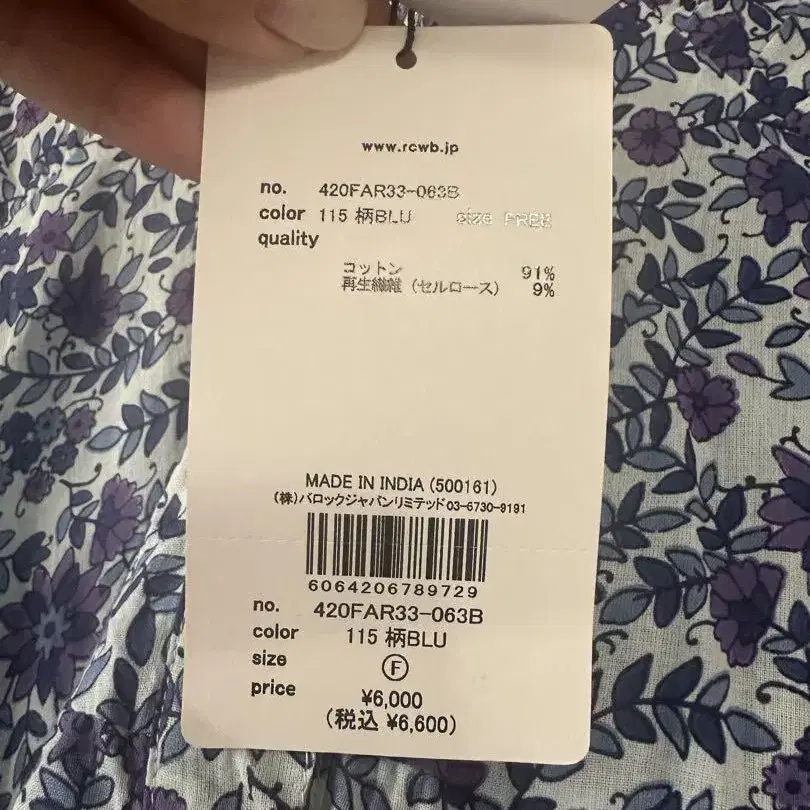 www.rcwb.jp
no. 420FAR33-063B
color 115 柄BLU size FREE
quality
コットン 91%
再生繊維 (セルロース) 9%
MADE IN INDIA (500161)
(株)バロックジャパンリミテッド03-6730-9191
6064206789729
no. 420FAR33-063B
color 115 柄BLU
size F
price ¥6,000
(税込 ¥6,600)